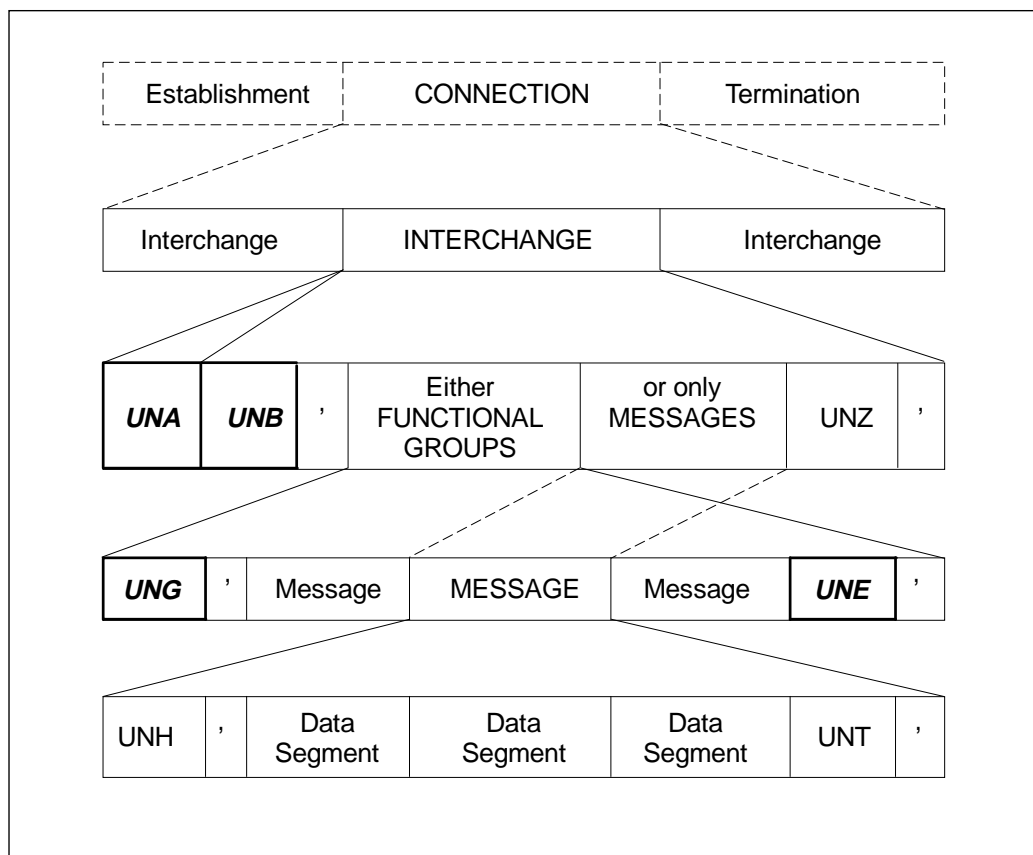 Establishment CONNECTION Termination
Interchange INTERCHANGE Interchange
UNA UNB ’ Either FUNCTIONAL GROUPS or only MESSAGES UNZ ’
UNG ’ Message MESSAGE Message UNE ’
UNH ’ Data Segment Data Segment Data Segment UNT ’